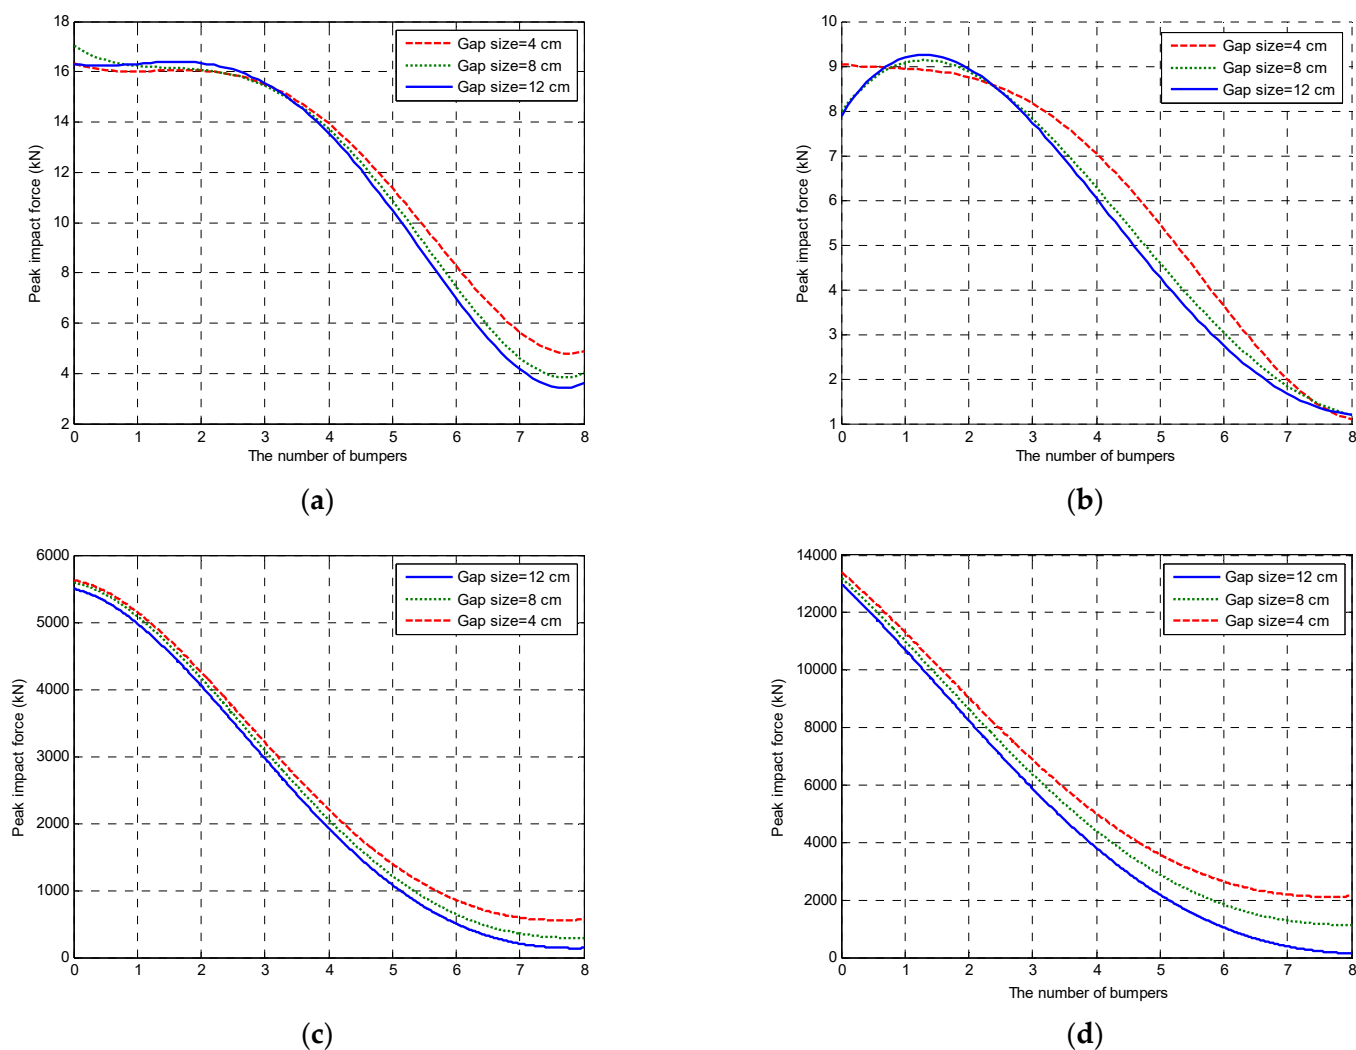 18
16
14
12
10
8
6
4
2
0 1 2 3 4 5 6 7 8
Peak impact force (kN)
The number of bumpers
Gap size=4 cm
Gap size=8 cm
Gap size=12 cm
(a)
10
9
8
7
6
5
4
3
2
1
0 1 2 3 4 5 6 7 8
Peak impact force (kN)
The number of bumpers
Gap size=4 cm
Gap size=8 cm
Gap size=12 cm
(b)
6000
5000
4000
3000
2000
1000
0
0 1 2 3 4 5 6 7 8
Peak impact force (kN)
Gap size=12 cm
Gap size=8 cm
Gap size=4 cm
(c)
14000
12000
10000
8000
6000
4000
2000
0
0 1 2 3 4 5 6 7 8
Peak impact force (kN)
The number of bumpers
Gap size=12 cm
Gap size=8 cm
Gap size=4 cm
(d)